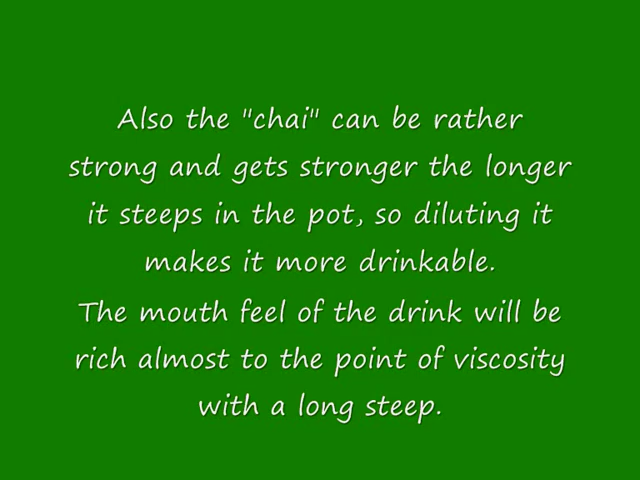 Also the "chai" can be rather
strong and gets stronger the longer
it steeps in the pot, so diluting it
makes it more drinkable.
The mouth feel of the drink will be
rich almost to the point of viscosity
with a long steep.